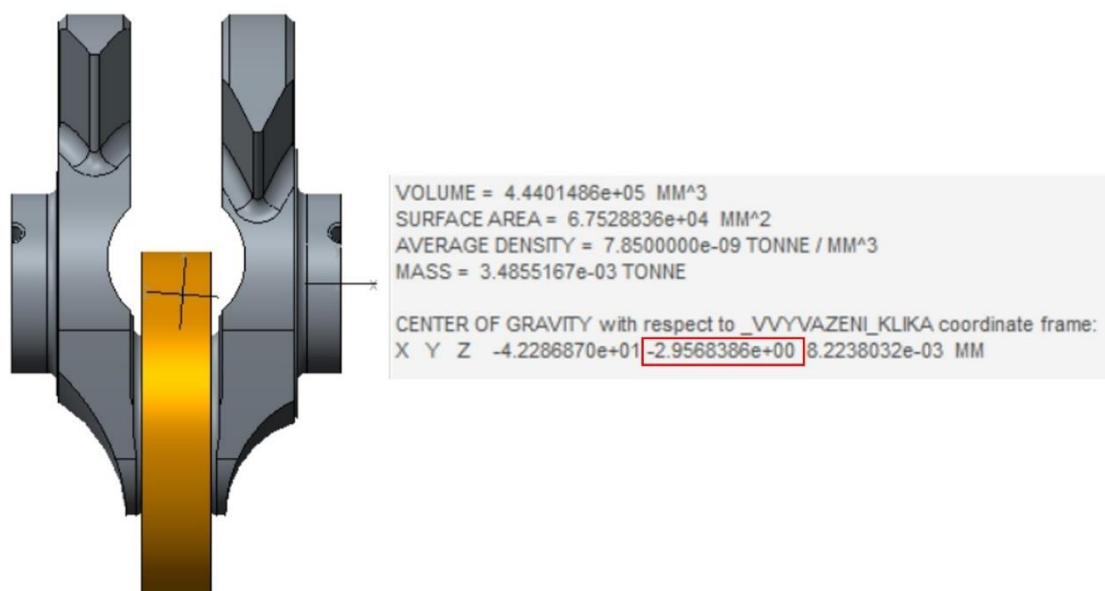 VOLUME = 4.4401486e+05 MM^3
SURFACE AREA = 6.7528836e+04 MM^2
AVERAGE DENSITY = 7.8500000e-09 TONNE / MM^3
MASS = 3.4855167e-03 TONNE
CENTER OF GRAVITY with respect to _VVYVAZENI_KLIKA coordinate frame:
X Y Z -4.2286870e+01 -2.9568386e+00 8.2238032e-03 MM